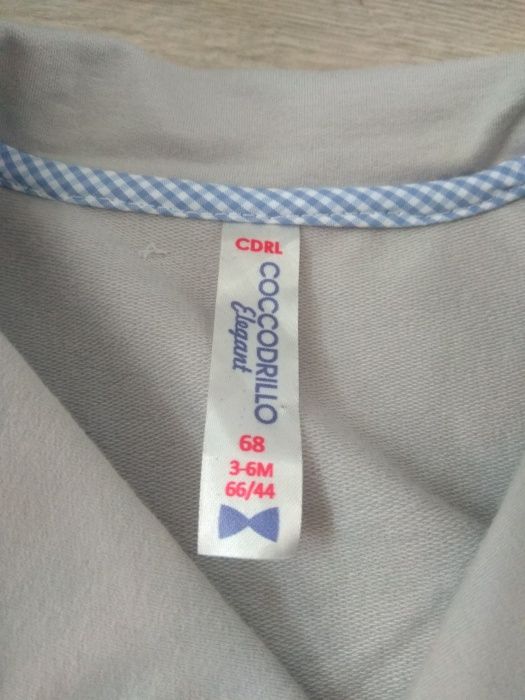 CDRL
COCCODRILLO
Elegant
68
3-6M
66/44